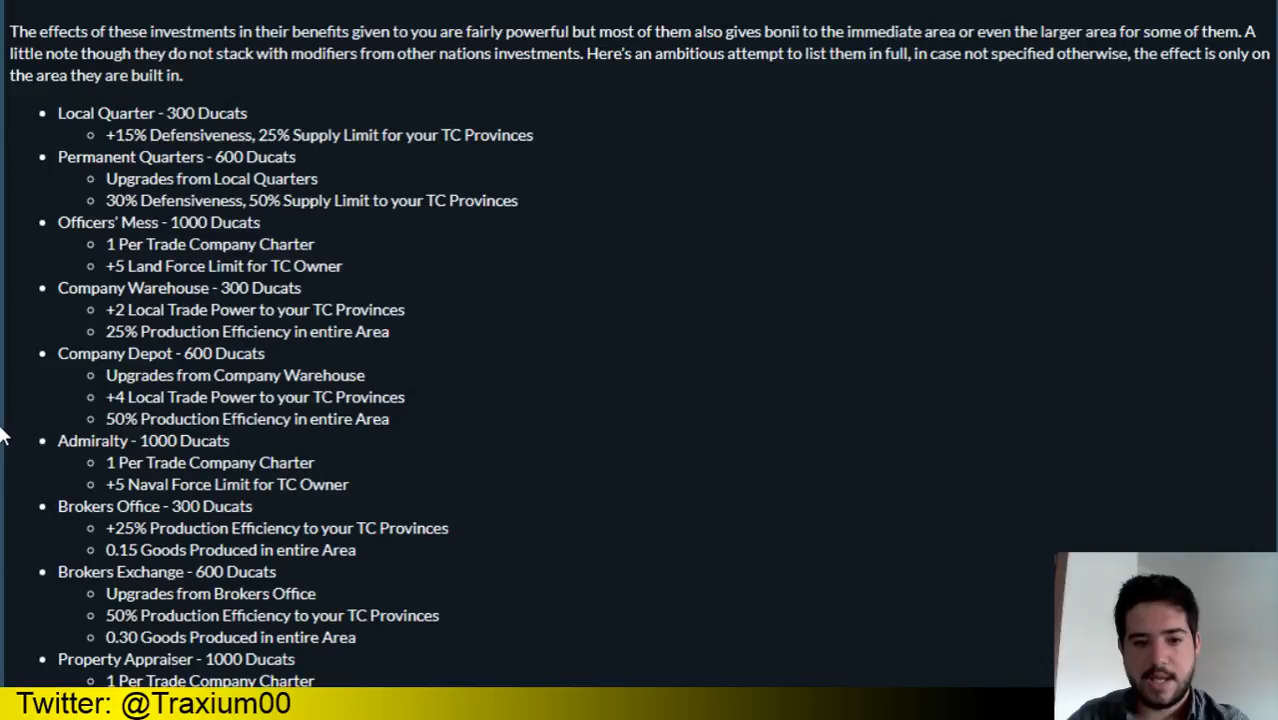 The effects of these investments in their benefits given to you are fairly powerful but most of them also gives bonii to the immediate area or even the larger area for some of them. A
little note though they do not stack with modifiers from other nations investments. Here's an ambitious attempt to list them in full, in case not specified otherwise, the effect is only on
the area they are built in.
Local Quarter - 300 Ducats
+15% Defensiveness, 25% Supply Limit for your TC Provinces
Permanent Quarters - 600 Ducats
Upgrades from Local Quarters
30% Defensiveness, 50% Supply Limit to your TC Provinces
Officers' Mess - 1000 Ducats
1 Per Trade Company Charter
+5 Land Force Limit for TC Owner
Company Warehouse - 300 Ducats
+2 Local Trade Power to your TC Provinces
25% Production Efficiency in entire Area
Company Depot - 600 Ducats
Upgrades from Company Warehouse
+4 Local Trade Power to your TC Provinces
50% Production Efficiency in entire Area
Admiralty - 1000 Ducats
1 Per Trade Company Charter
+5 Naval Force Limit for TC Owner
Brokers Office - 300 Ducats
+25% Production Efficiency to your TC Provinces
0.15 Goods Produced in entire Area
Brokers Exchange - 600 Ducats
Upgrades from Brokers Office
50% Production Efficiency to your TC Provinces
0.30 Goods Produced in entire Area
Property Appraiser - 1000 Ducats
1 Per Trade Company Charter
Twitter: @Traxium00